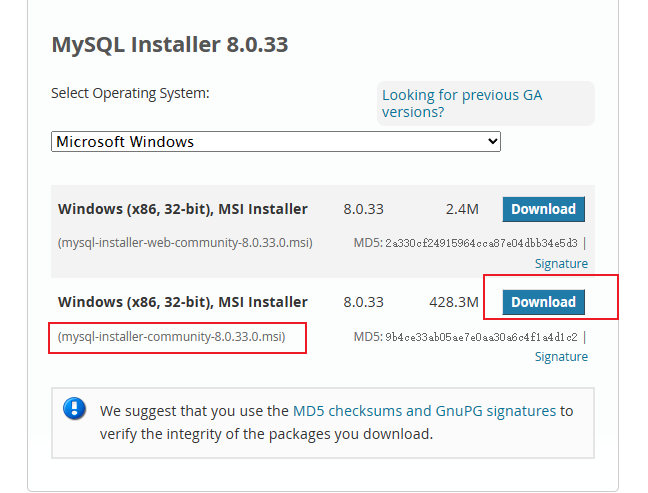 MySQL Installer 8.0.33
Select Operating System:
Looking for previous GA
versions?
Microsoft Windows
Windows (x86, 32-bit), MSI Installer 8.0.33 2.4M Download
(mysql-installer-web-community-8.0.33.0.msi) MD5: 2a330cf24915964cca87e04dbb34e5d3 |
Signature
Windows (x86, 32-bit), MSI Installer 8.0.33 428.3M Download
(mysql-installer-community-8.0.33.0.msi) MD5: 9b4ce33ab05ae7e0aa30a6c4f1a4d1c2 |
Signature
We suggest that you use the MD5 checksums and GnuPG signatures to
verify the integrity of the packages you download.